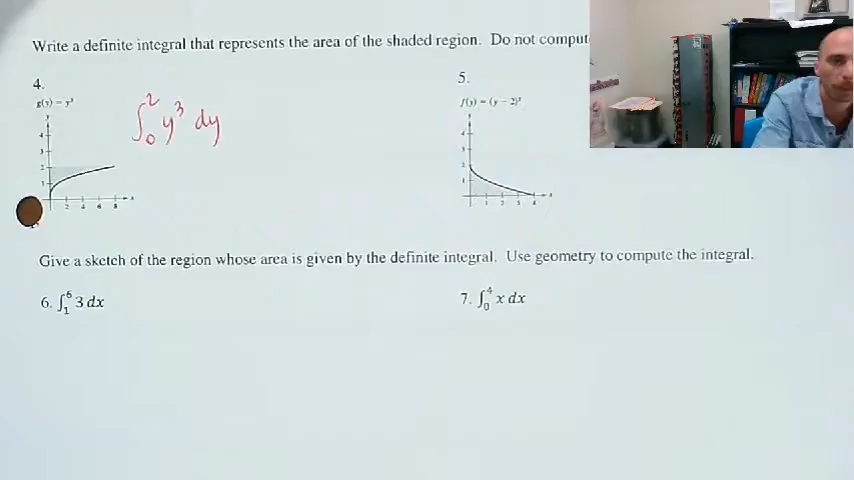 Write a definite integral that represents the area of the shaded region. Do not comput
4.
g(y) = y³
∫₀² y³ dy
5.
f(y) = (y − 2)²
Give a sketch of the region whose area is given by the definite integral. Use geometry to compute the integral.
6. ∫₁⁶ 3 dx
7. ∫₀⁴ x dx